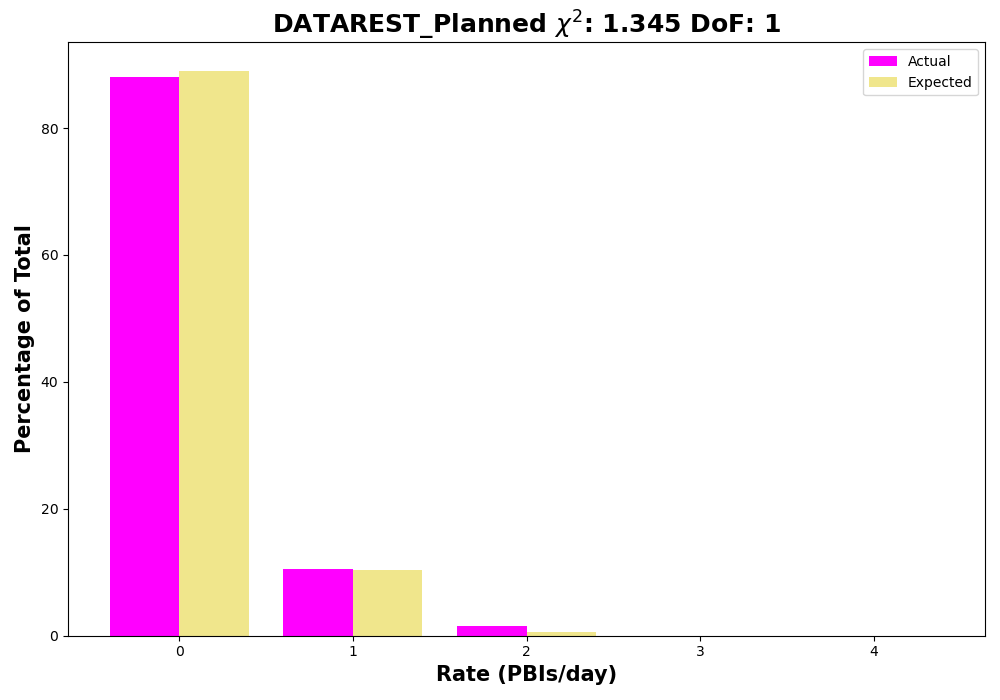 DATAREST_Planned χ²: 1.345 DoF: 1
Actual
Expected
Percentage of Total
80
60
40
20
0
0 1 2 3 4
Rate (PBIs/day)